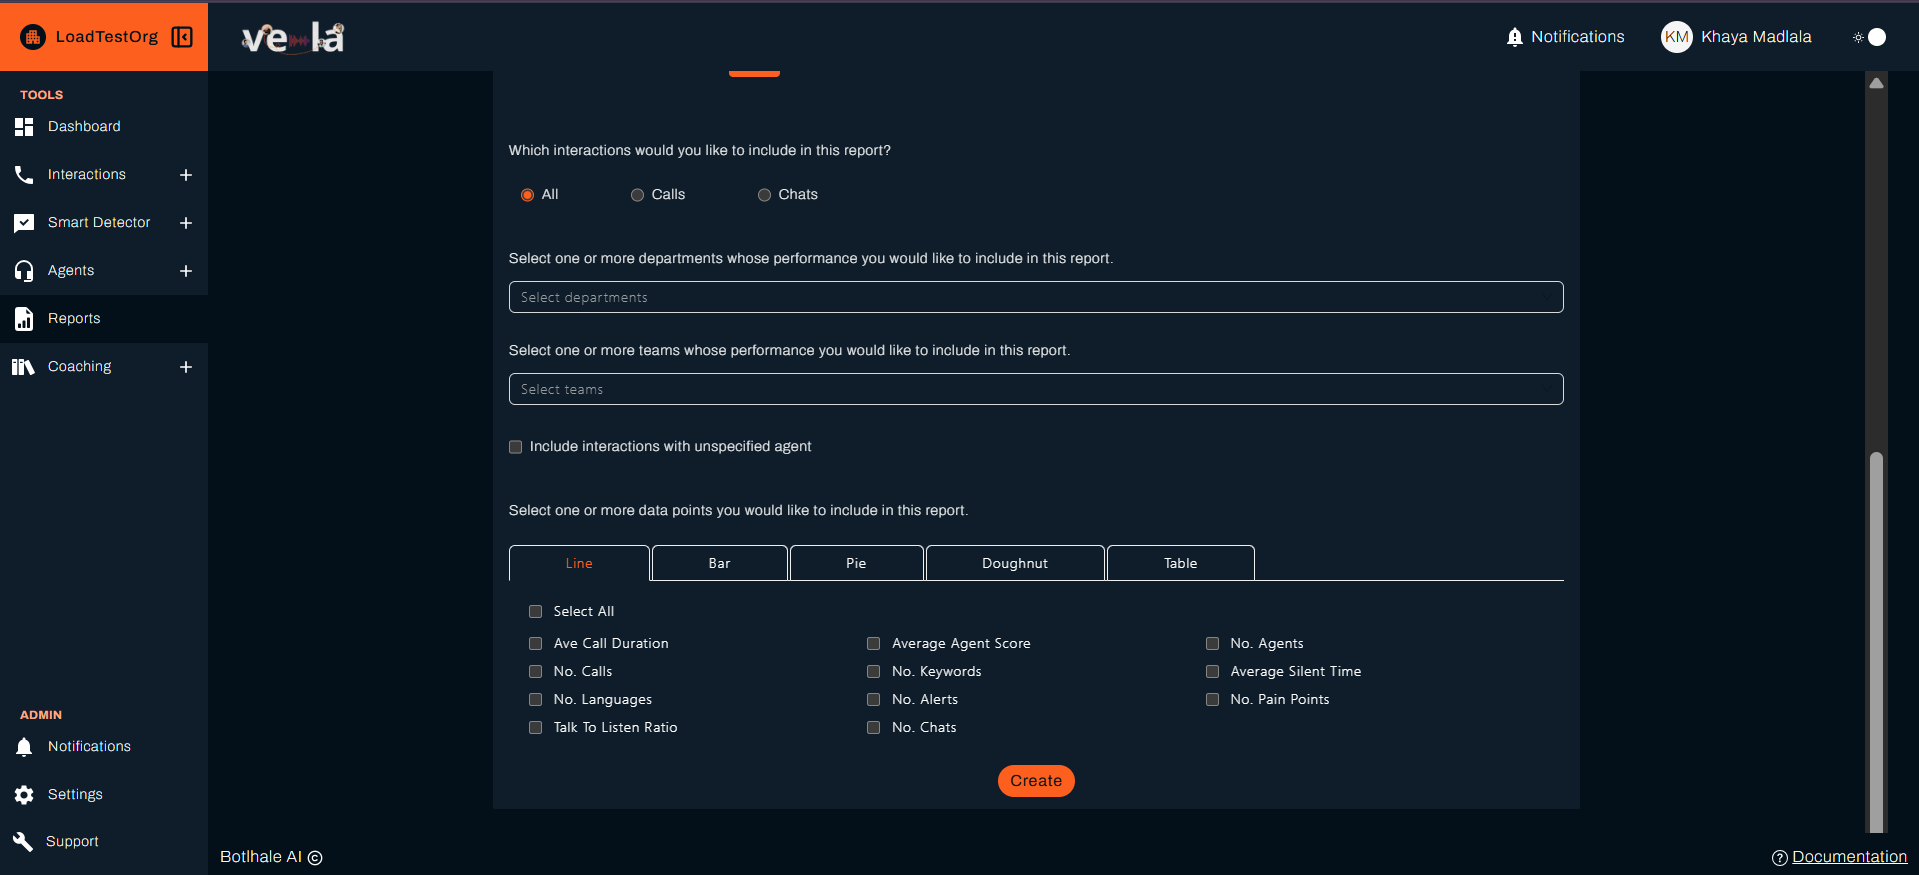 LoadTestOrg
vela
Notifications
KM
Khaya Madlala
TOOLS
Dashboard
Interactions
Smart Detector
Agents
Reports
Coaching
ADMIN
Notifications
Settings
Support
Which interactions would you like to include in this report?
All Calls Chats
Select one or more departments whose performance you would like to include in this report.
Select departments
Select one or more teams whose performance you would like to include in this report.
Select teams
Include interactions with unspecified agent
Select one or more data points you would like to include in this report.
Line Bar Pie Doughnut Table
Select All
Ave Call Duration Average Agent Score No. Agents
No. Calls No. Keywords Average Silent Time
No. Languages No. Alerts No. Pain Points
Talk To Listen Ratio No. Chats
Create
Botlhale AI ©
Documentation